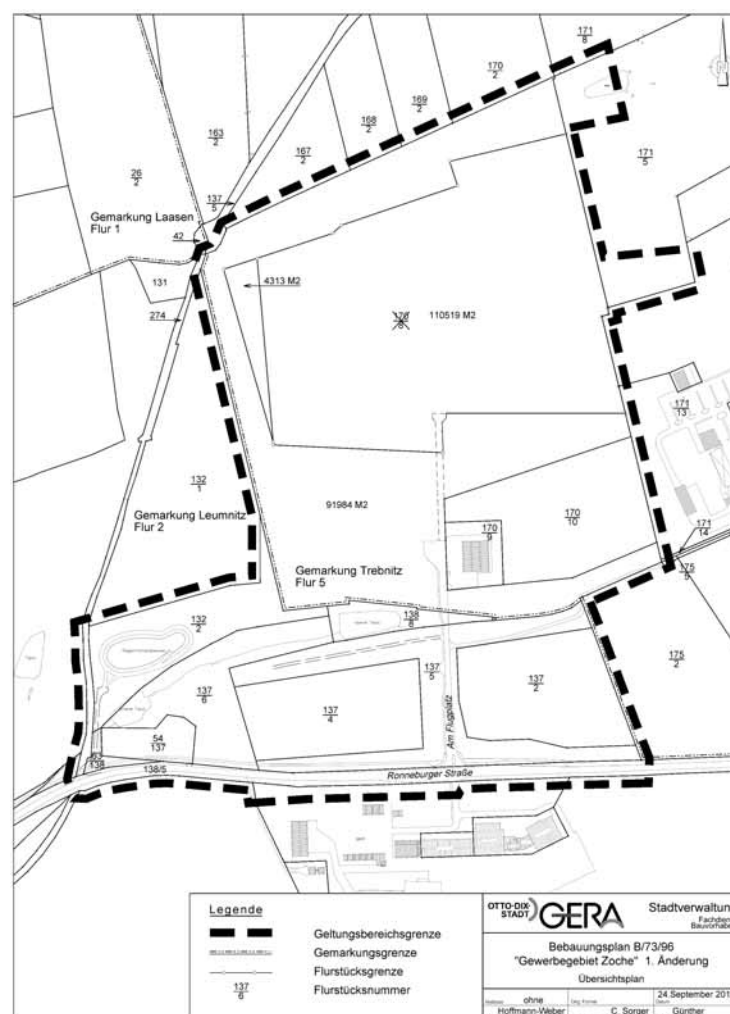 171
8
170
2
169
2
168
2
163
2
167
2
171
5
26
2
137
5
Gemarkung Laasen
Flur 1
42
131
4313 M2
274
110519 M2
171
13
132
1
91984 M2
Gemarkung Leumnitz
Flur 2
170
10
170
9
171
14
Gemarkung Trebnitz
Flur 5
175
132
2
138
8
175
2
137
5
137
6
137
4
137
2
54
137
138
138/5
Am Flugplatz
Ronneburger Straße
Legende
Geltungsbereichsgrenze
Gemarkungsgrenze
Flurstücksgrenze
137
6
Flurstücksnummer
OTTO-DIX-
STADT
GERA
Stadtverwaltun
Fachdien
Bauvorhabe
Bebauungsplan B/73/96
"Gewerbegebiet Zoche" 1. Änderung
Übersichtsplan
ohne
24.September 201
Hoffmann-Weber
C. Sorger
Günther